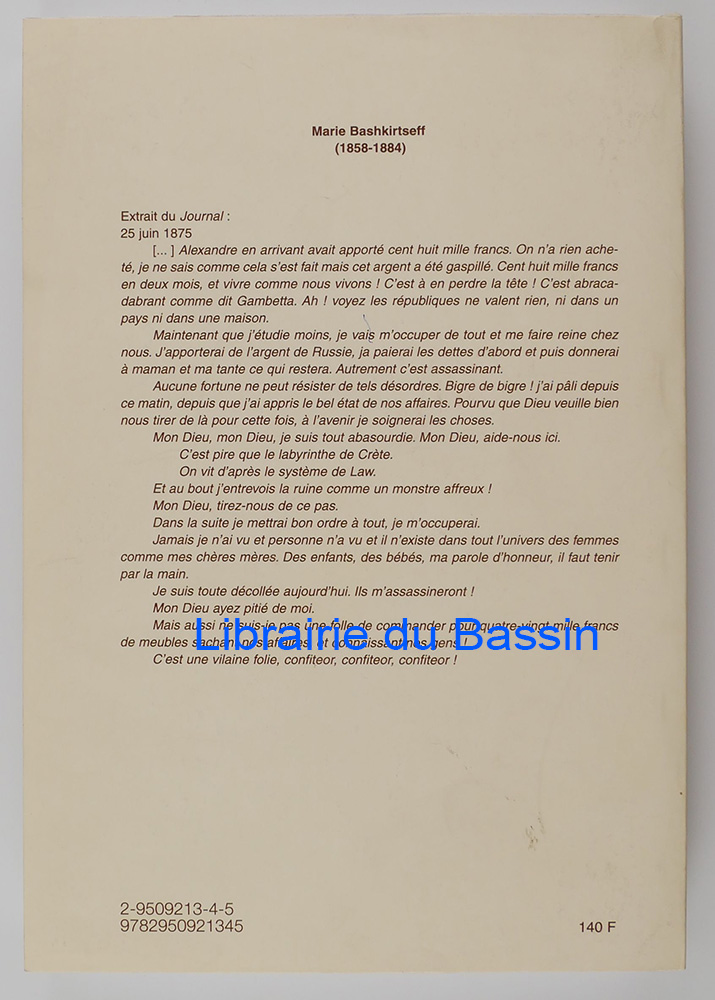 Marie Bashkirtseff
(1858-1884)
Extrait du Journal :
25 juin 1875
[... ] Alexandre en arrivant avait apporté cent huit mille francs. On n'a rien ache-
té, je ne sais comme cela s'est fait mais cet argent a été gaspillé. Cent huit mille francs
en deux mois, et vivre comme nous vivons ! C'est à en perdre la tête ! C'est abraca-
dabrant comme dit Gambetta. Ah ! voyez les républiques ne valent rien, ni dans un
pays ni dans une maison.
Maintenant que j'étudie moins, je vais m'occuper de tout et me faire reine chez
nous. J'apporterai de l'argent de Russie, ja paierai les dettes d'abord et puis donnerai
à maman et ma tante ce qui restera. Autrement c'est assassinant.
Aucune fortune ne peut résister de tels désordres. Bigre de bigre ! j'ai pâli depuis
ce matin, depuis que j'ai appris le bel état de nos affaires. Pourvu que Dieu veuille bien
nous tirer de là pour cette fois, à l'avenir je soignerai les choses.
Mon Dieu, mon Dieu, je suis tout abasourdie. Mon Dieu, aide-nous ici.
C'est pire que le labyrinthe de Crète.
On vit d'après le système de Law.
Et au bout j'entrevois la ruine comme un monstre affreux !
Mon Dieu, tirez-nous de ce pas.
Dans la suite je mettrai bon ordre à tout, je m'occuperai.
Jamais je n'ai vu et personne n'a vu et il n'existe dans tout l'univers des femmes
comme mes chères mères. Des enfants, des bébés, ma parole d'honneur, il faut tenir
par la main.
Je suis toute décollée aujourd'hui. Ils m'assassineront !
Mon Dieu ayez pitié de moi.
Mais aussi ne suis-je pas une folle de commander pour quatre-vingt mille francs
de meubles sachant nos affaires, et connaissant nos gens !
Librairie du Bassin
C'est une vilaine folie, confiteor, confiteor, confiteor !
2-9509213-4-5
9782950921345
140 F